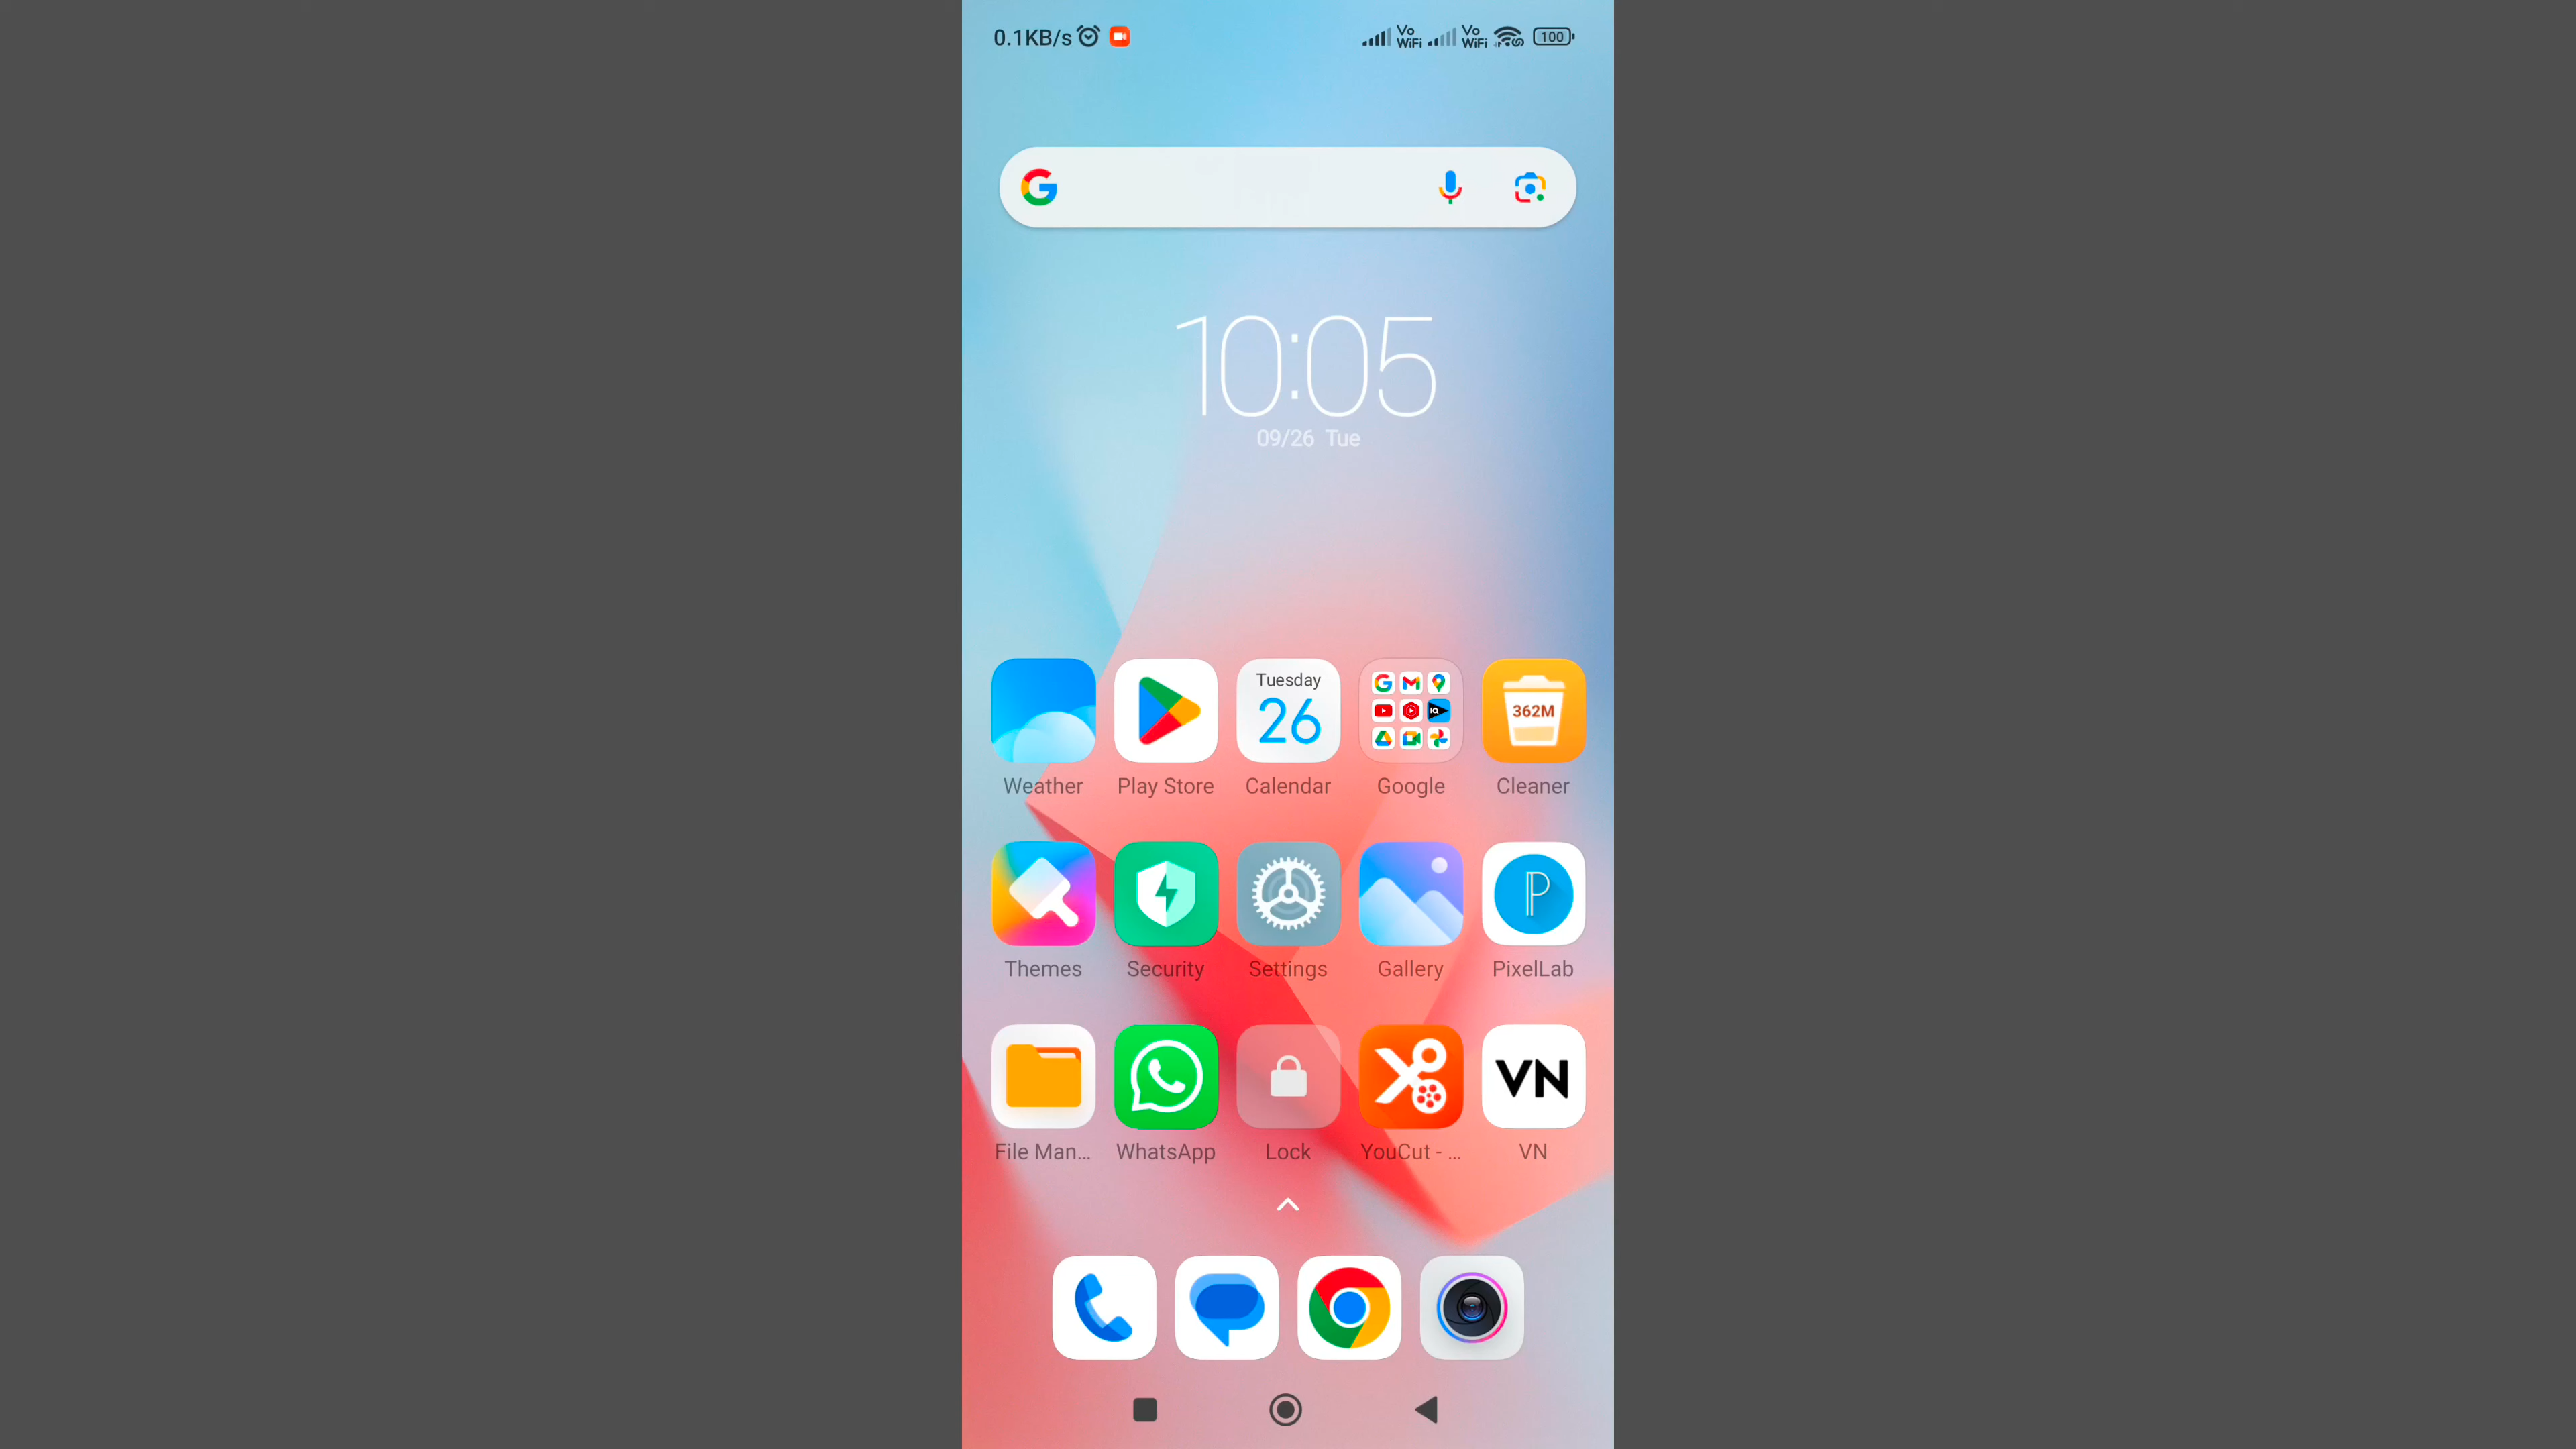 0.1KB/s Vo WiFi Vo WiFi 100
10:05
09/26 Tue
Tuesday
26
362M
Weather Play Store Calendar Google Cleaner
Themes Security Settings Gallery PixelLab
VN
File Man... WhatsApp Lock YouCut - ... VN